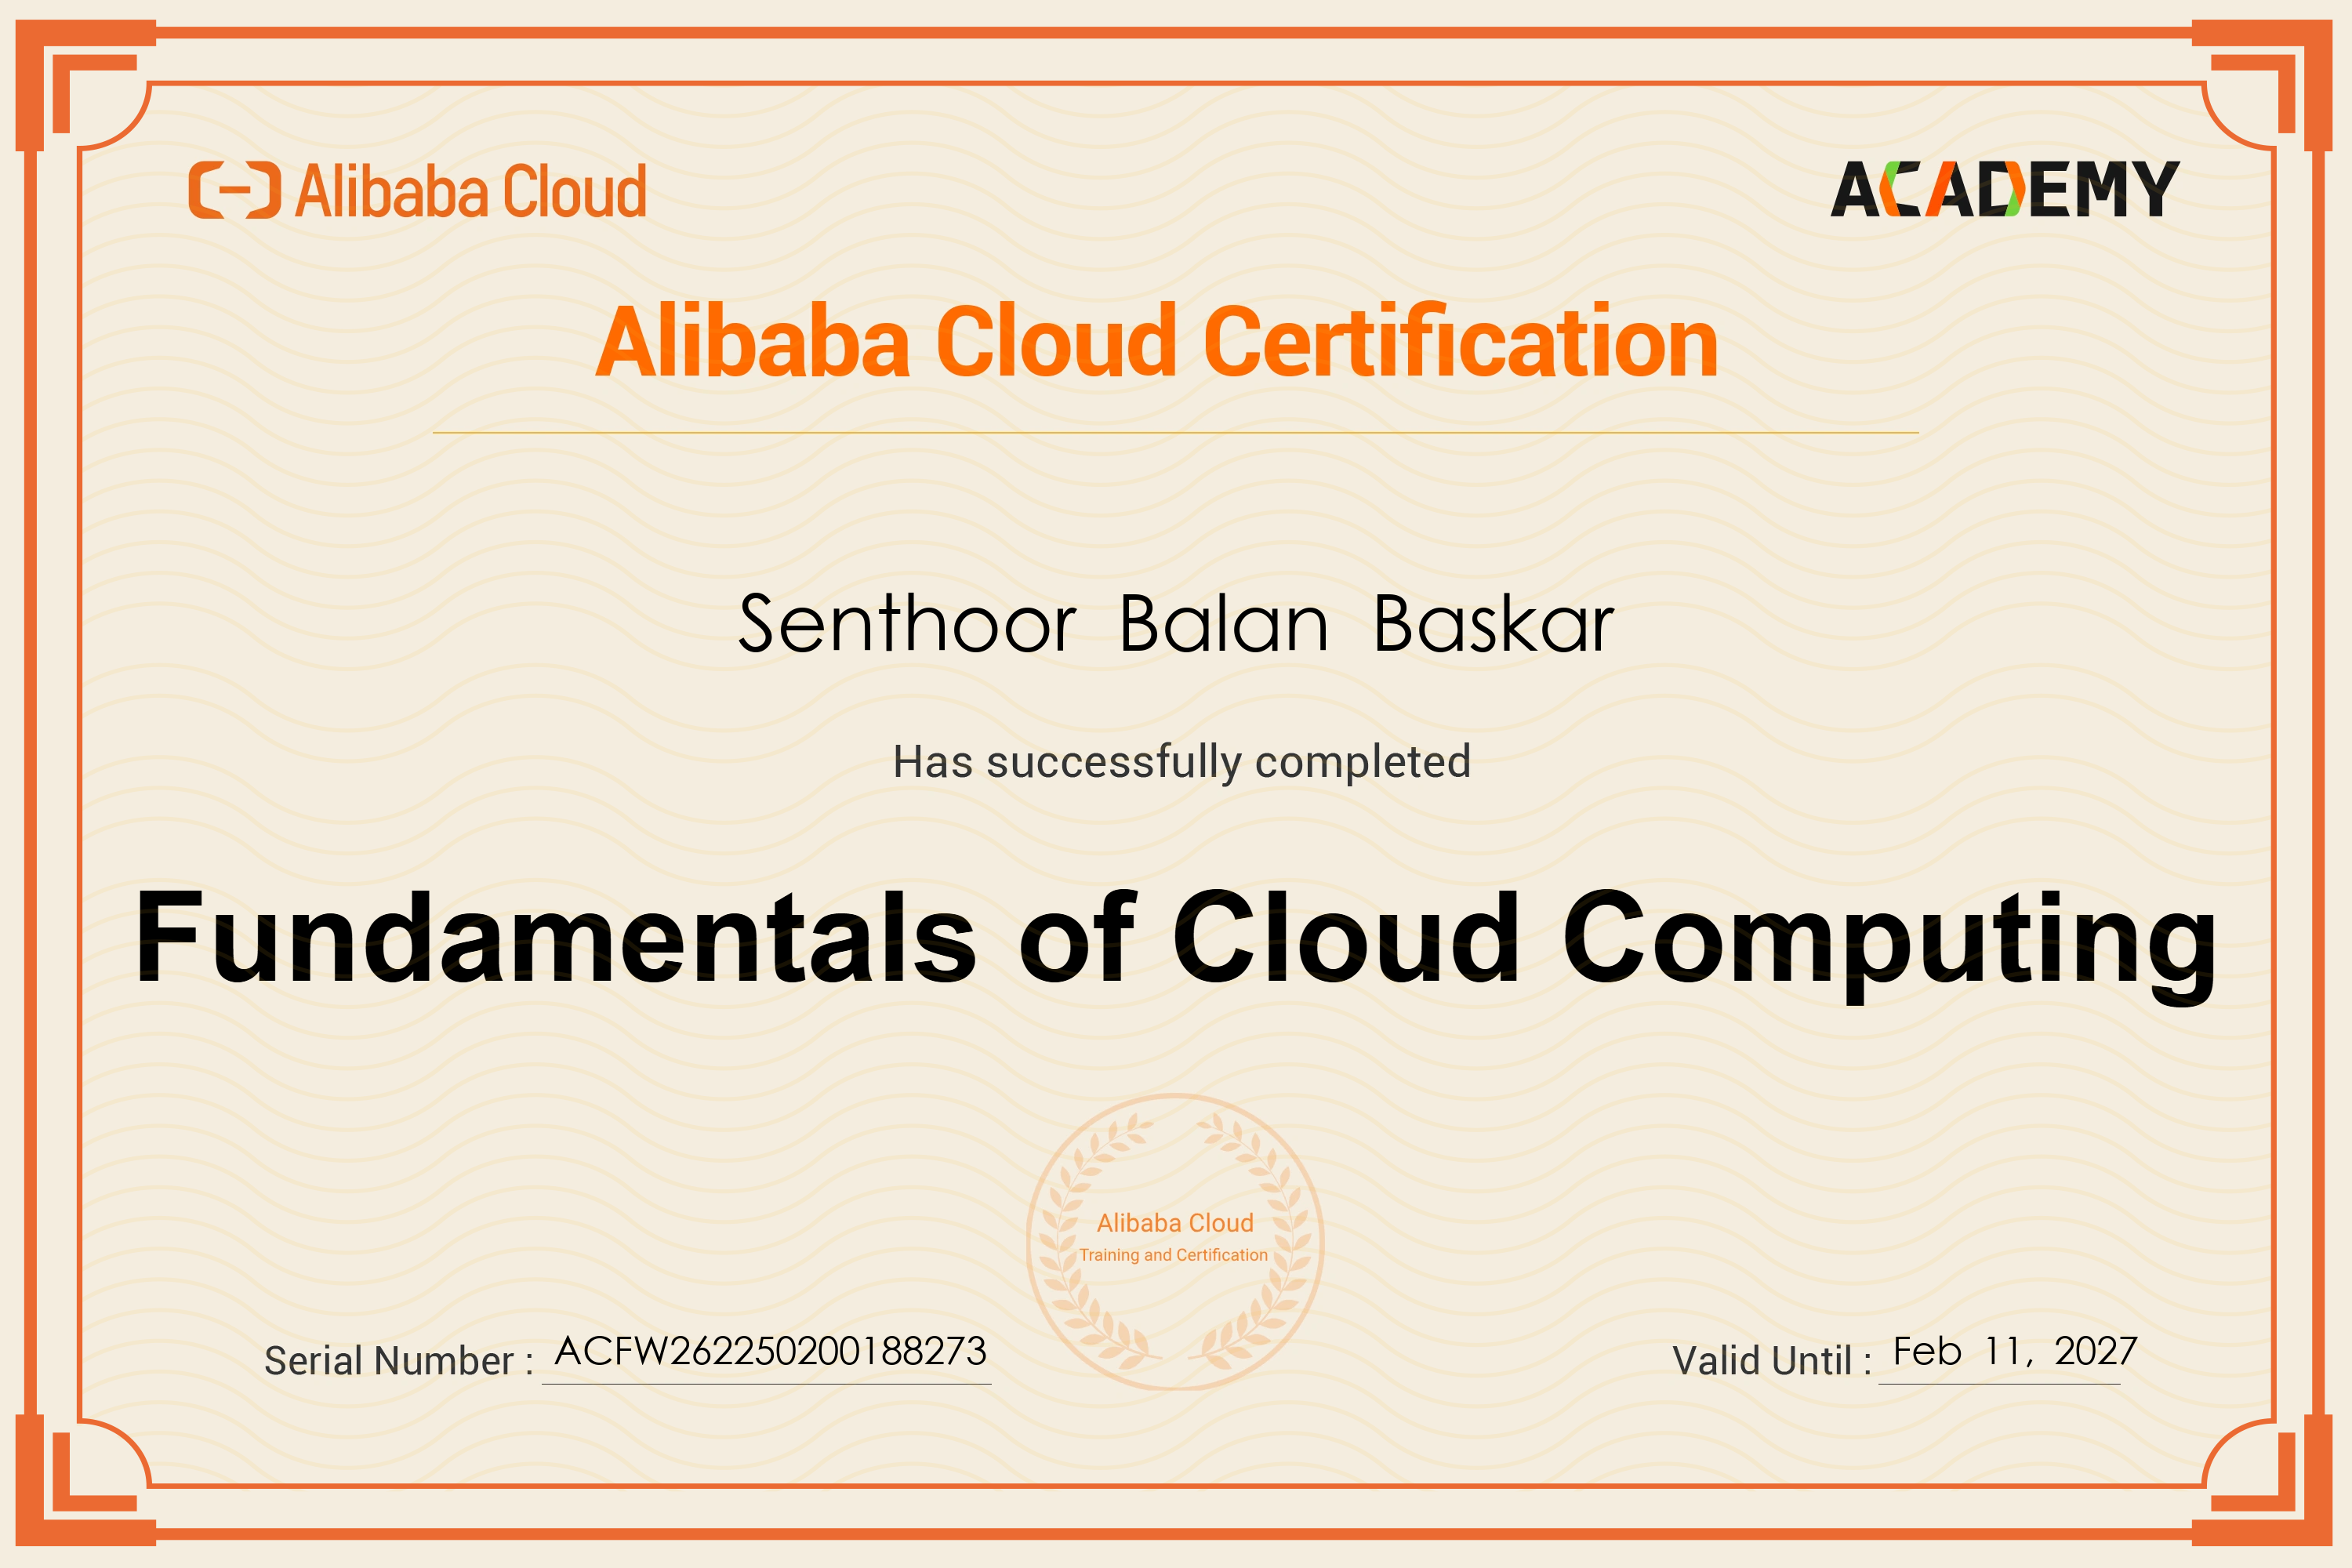 Alibaba Cloud
ACADEMY
Alibaba Cloud Certification
Senthoor Balan Baskar
Has successfully completed
Fundamentals of Cloud Computing
Alibaba Cloud
Training and Certification
Serial Number : ACFW262250200188273
Valid Until : Feb 11, 2027